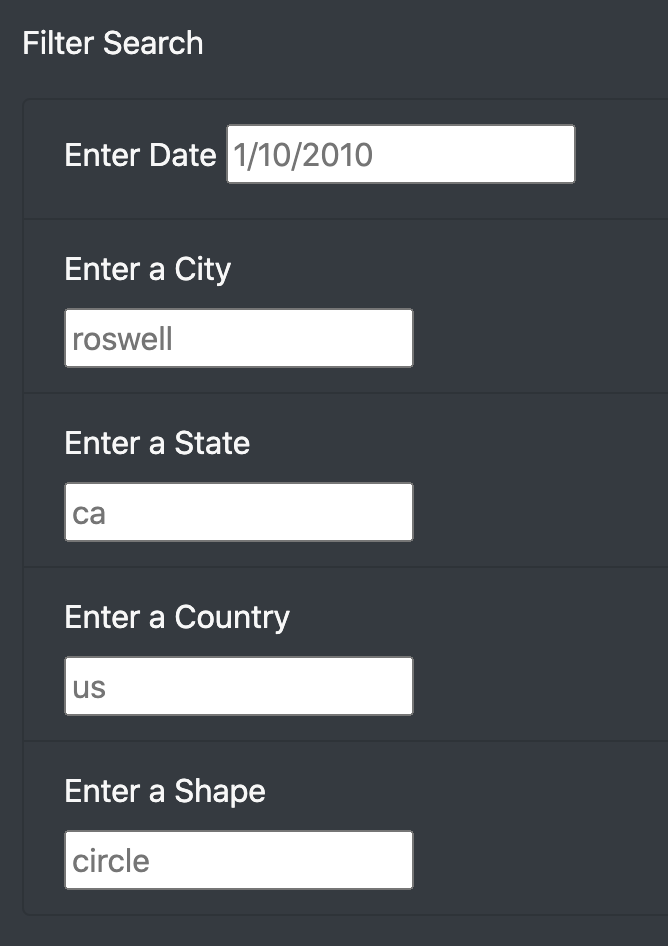 Filter Search
Enter Date 1/10/2010
Enter a City
roswell
Enter a State
ca
Enter a Country
us
Enter a Shape
circle